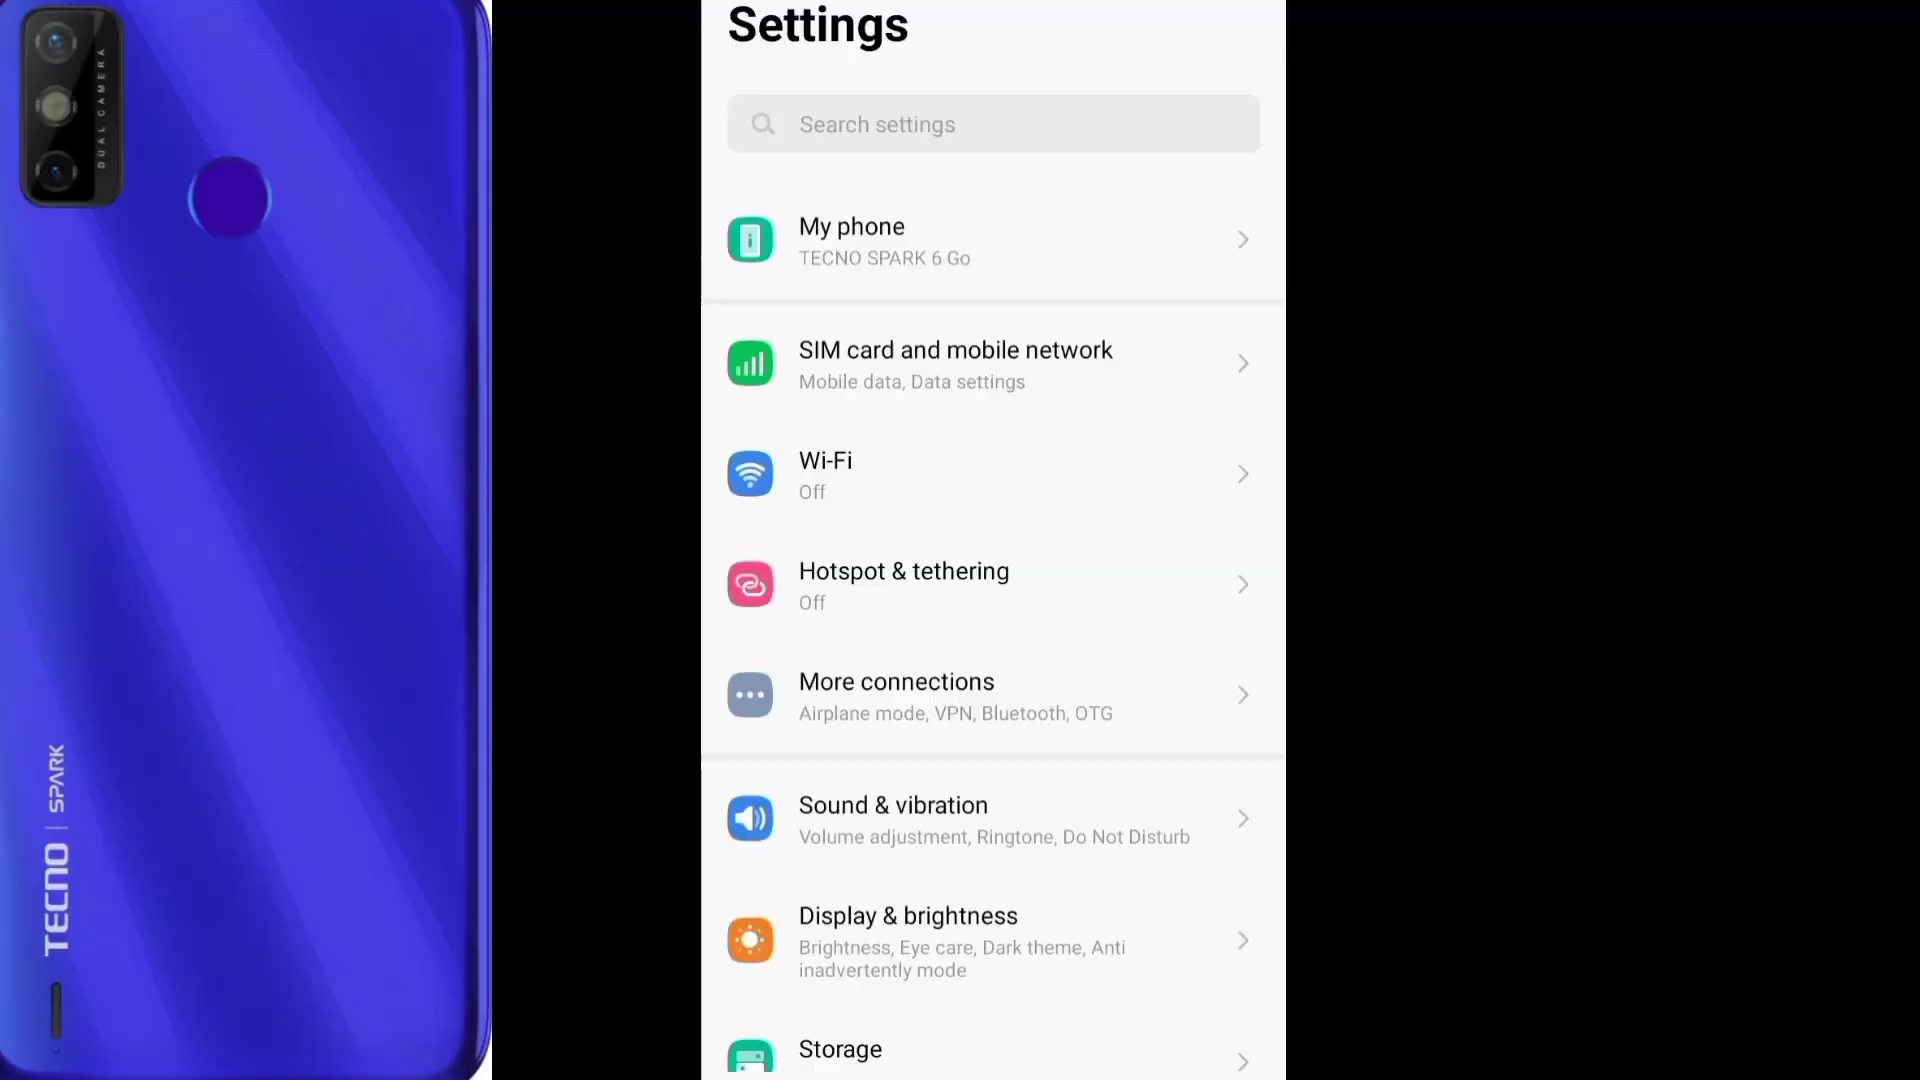 DUAL CAMERA
TECNO | SPARK
Settings
Search settings
My phone
TECNO SPARK 6 Go
SIM card and mobile network
Mobile data, Data settings
Wi-Fi
Off
Hotspot & tethering
Off
More connections
Airplane mode, VPN, Bluetooth, OTG
Sound & vibration
Volume adjustment, Ringtone, Do Not Disturb
Display & brightness
Brightness, Eye care, Dark theme, Anti
inadvertently mode
Storage